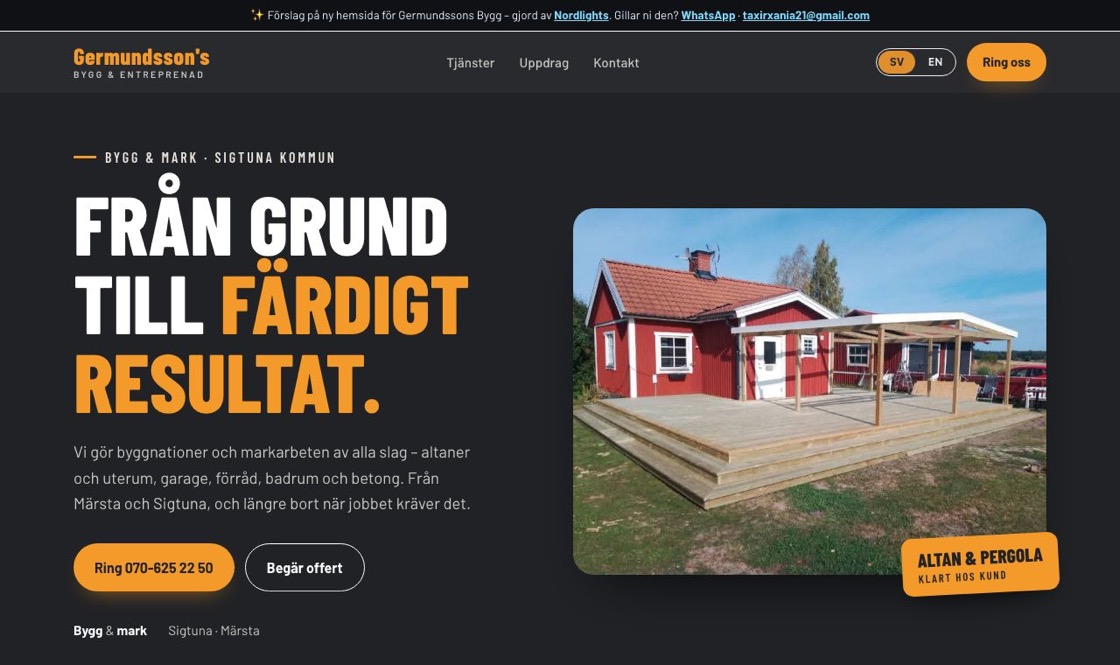 ✨ Förslag på ny hemsida för Germundssons Bygg – gjord av Nordlights. Gillar ni den? WhatsApp · taxirxania21@gmail.com
Germundsson's
BYGG & ENTREPRENAD
Tjänster Uppdrag Kontakt
SV EN
Ring oss
BYGG & MARK · SIGTUNA KOMMUN
FRÅN GRUND
TILL FÄRDIGT
RESULTAT.
Vi gör byggnationer och markarbeten av alla slag – altaner
och uterum, garage, förråd, badrum och betong. Från
Märsta och Sigtuna, och längre bort när jobbet kräver det.
Ring 070-625 22 50
Begär offert
Bygg & mark Sigtuna · Märsta
ALTAN & PERGOLA
KLART HOS KUND